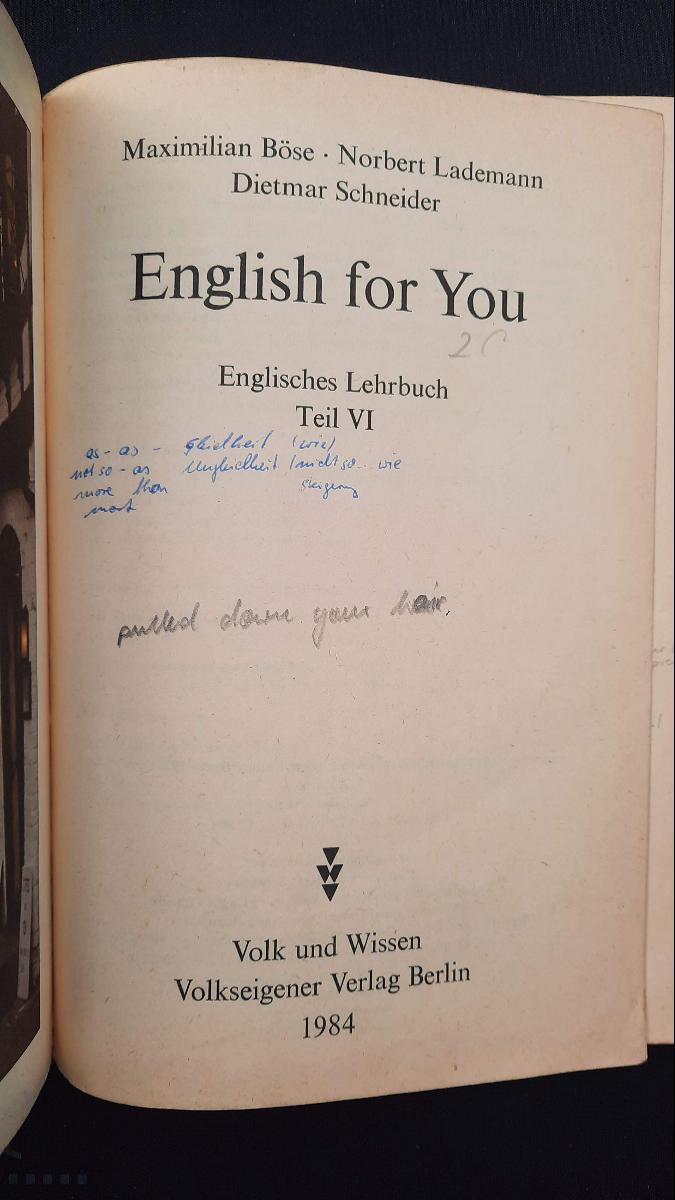 Maximilian Böse · Norbert Lademann
Dietmar Schneider
English for You
2
Englisches Lehrbuch
Teil VI
as - as - Gleichheit (wie)
not so - as Ungleichheit (nicht so .. wie
more than Steigerung
most
pulled down your hair,
Volk und Wissen
Volkseigener Verlag Berlin
1984